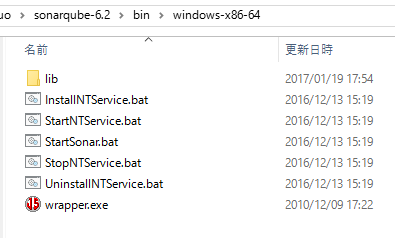 uo > sonarqube-6.2 > bin > windows-x86-64
名前 更新日時
lib 2017/01/19 17:54
InstallNTService.bat 2016/12/13 15:19
StartNTService.bat 2016/12/13 15:19
StartSonar.bat 2016/12/13 15:19
StopNTService.bat 2016/12/13 15:19
UninstallNTService.bat 2016/12/13 15:19
wrapper.exe 2010/12/09 17:22